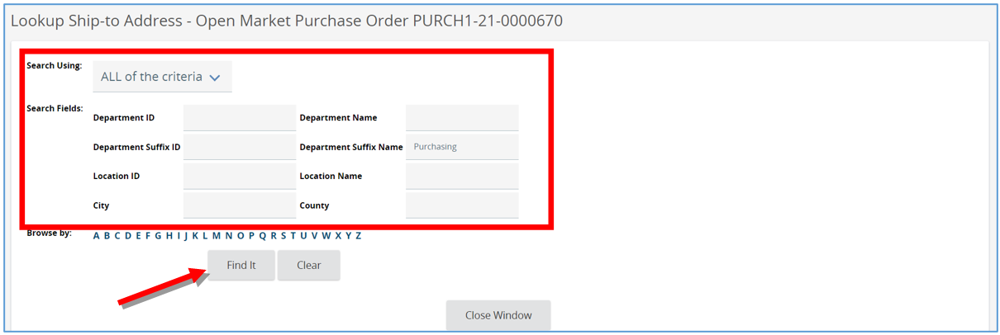 Lookup Ship-to Address - Open Market Purchase Order PURCH1-21-0000670
Search Using: ALL of the criteria
Search Fields:
Department ID Department Name
Department Suffix ID Department Suffix Name Purchasing
Location ID Location Name
City County
Browse by: A B C D E F G H I J K L M N O P Q R S T U V W X Y Z
Find It Clear
Close Window